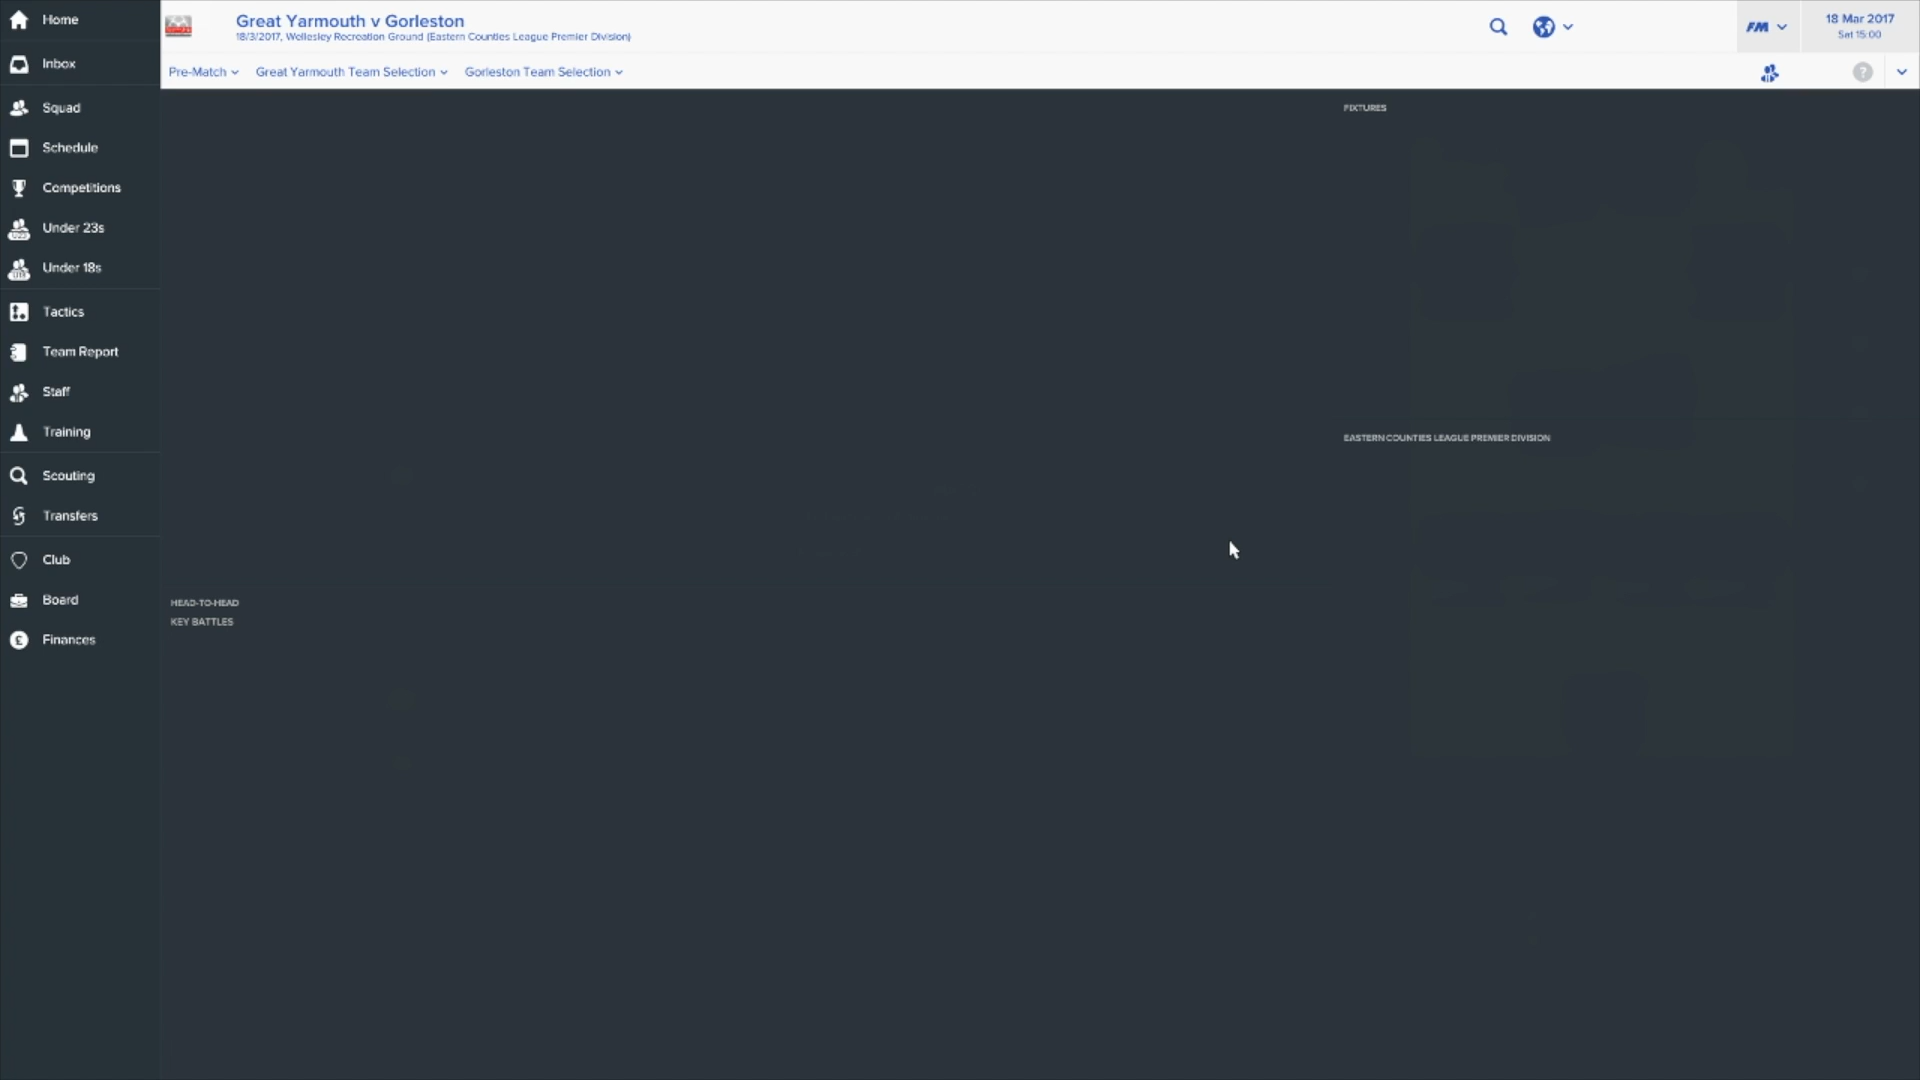 Home
Inbox
Squad
Schedule
Competitions
Under 23s
Under 18s
Tactics
Team Report
Staff
Training
Scouting
Transfers
Club
Board
Finances
Great Yarmouth v Gorleston
18/3/2017, Wellesley Recreation Ground (Eastern Counties League Premier Division)
FM
18 Mar 2017
Sat 15:00
Pre-Match
Great Yarmouth Team Selection
Gorleston Team Selection
?
FIXTURES
EASTERN COUNTIES LEAGUE PREMIER DIVISION
HEAD-TO-HEAD
KEY BATTLES